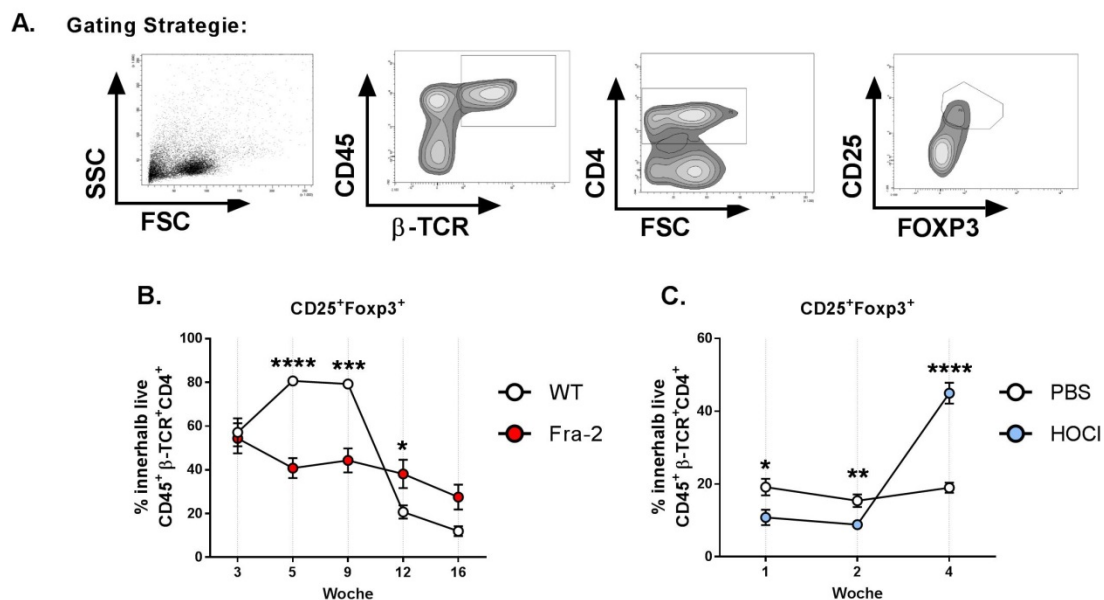 A. Gating Strategie:
SSC
FSC
CD45
β-TCR
CD4
FSC
CD25
FOXP3
B.
CD25+Foxp3+
% innerhalb live
CD45+ β-TCR+CD4+
100
80
60
40
20
0
**** *** *
3 5 9 12 16
Woche
WT
Fra-2
C.
CD25+Foxp3+
% innerhalb live
CD45+ β-TCR+CD4+
60
40
20
0
* ** ****
1 2 4
Woche
PBS
HOCl